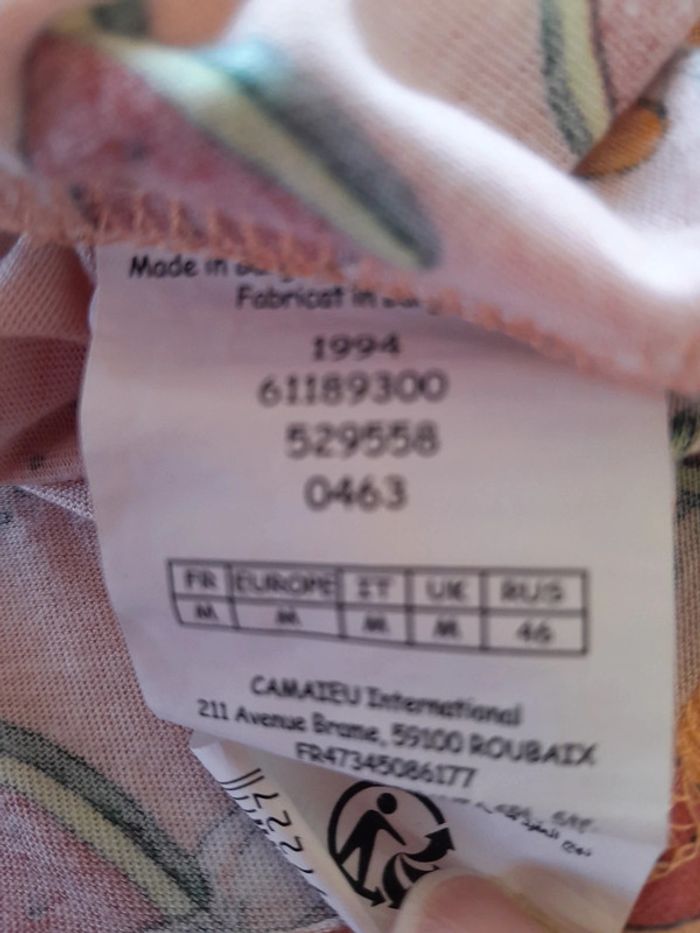 Made in
Fabricat in
1994
61189300
529558
0463
FR EUROPE IT UK RUS
M M M M 46
CAMAIEU International
211 Avenue Brame, 59100 ROUBAIX
FR47345086177